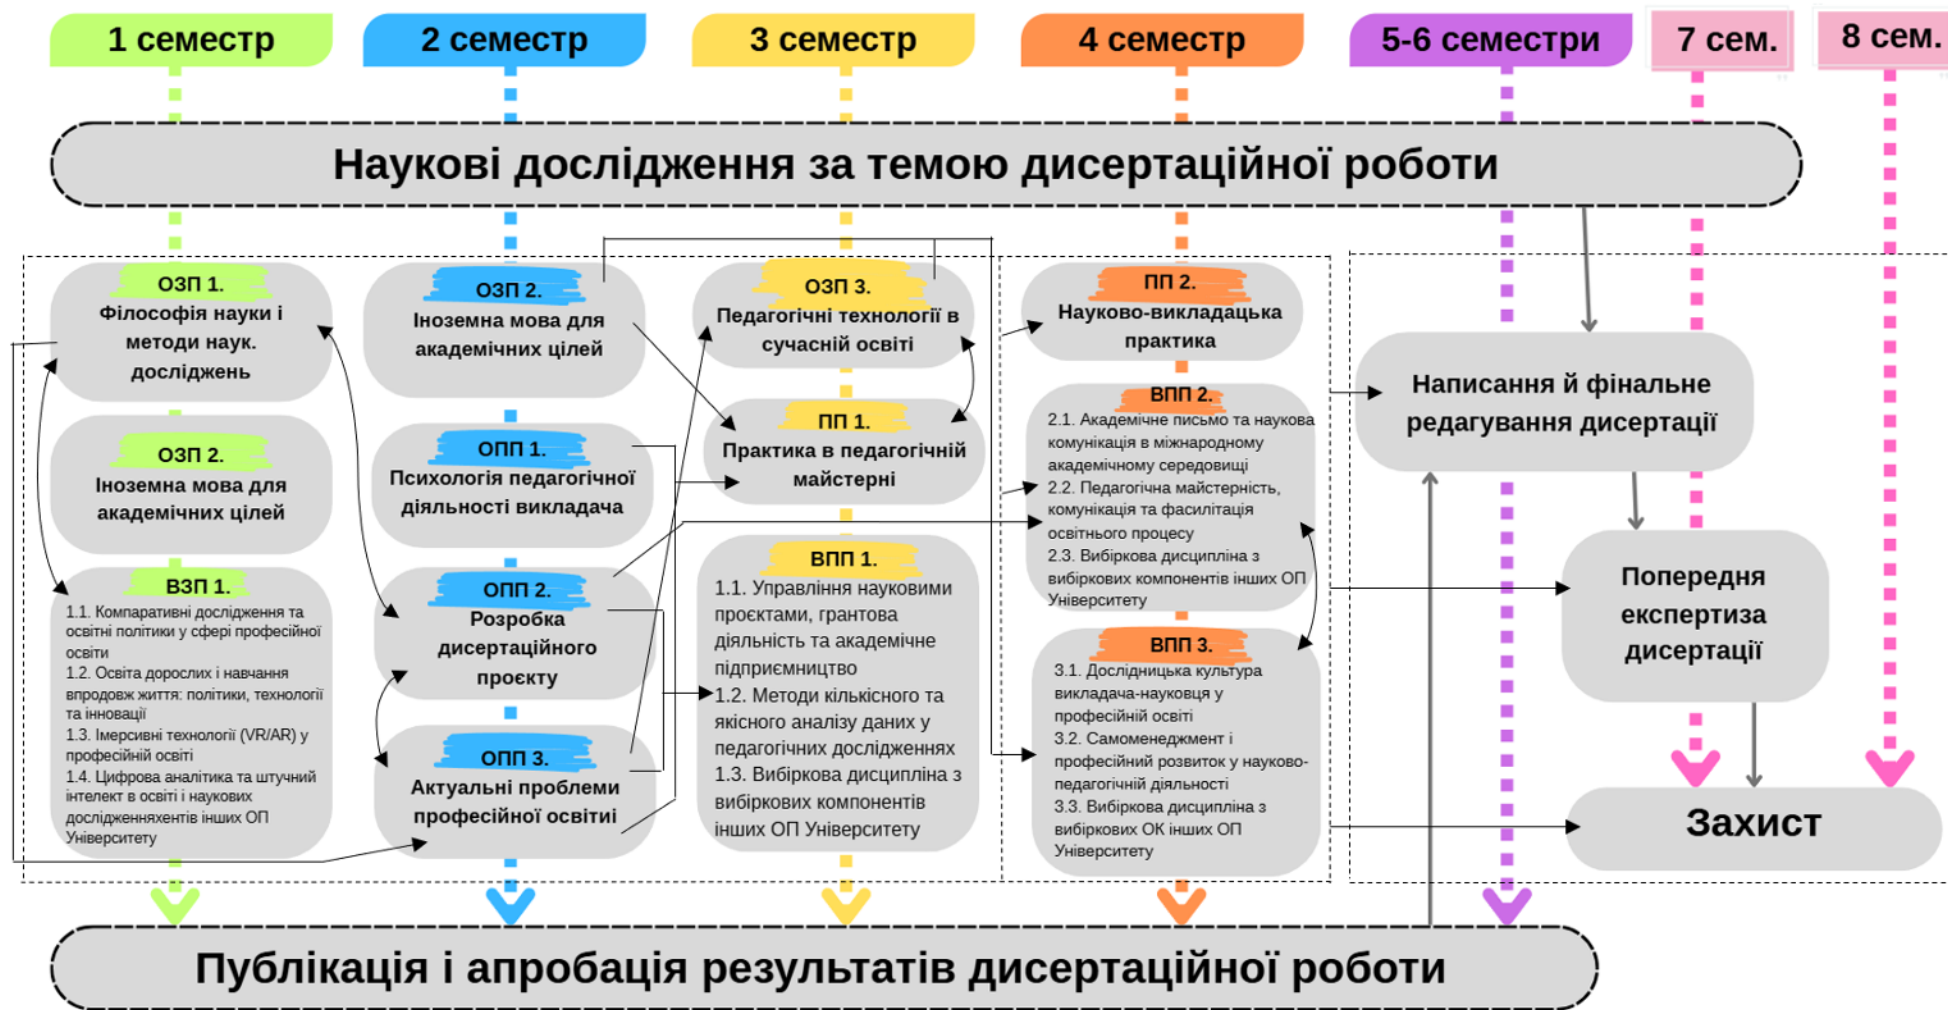 1 семестр
2 семестр
3 семестр
4 семестр
5-6 семестри
7 сем.
8 сем.
Наукові дослідження за темою дисертаційної роботи
ОЗП 1.
Філософія науки і
методи наук.
досліджень
ОЗП 2.
Іноземна мова для
академічних цілей
ВЗП 1.
1.1. Компаративні дослідження та
освітні політики у сфері професійної
освіти
1.2. Освіта дорослих і навчання
впродовж життя: політики, технології
та інновації
1.3. Імерсивні технології (VR/AR) у
професійній освіті
1.4. Цифрова аналітика та штучний
інтелект в освіті і наукових
дослідженняхентів інших ОП
Університету
ОЗП 2.
Іноземна мова для
академічних цілей
ОПП 1.
Психологія педагогічної
діяльності викладача
ОПП 2.
Розробка
дисертаційного
проєкту
ОПП 3.
Актуальні проблеми
професійної освітиі
ОЗП 3.
Педагогічні технології в
сучасній освіті
ПП 1.
Практика в педагогічній
майстерні
ВПП 1.
1.1. Управління науковими
проєктами, грантова
діяльність та академічне
підприємництво
1.2. Методи кількісного та
якісного аналізу даних у
педагогічних дослідженнях
1.3. Вибіркова дисципліна з
вибіркових компонентів
інших ОП Університету
ПП 2.
Науково-викладацька
практика
ВПП 2.
2.1. Академічне письмо та наукова
комунікація в міжнародному
академічному середовищі
2.2. Педагогічна майстерність,
комунікація та фасилітація
освітнього процесу
2.3. Вибіркова дисципліна з
вибіркових компонентів інших ОП
Університету
ВПП 3.
3.1. Дослідницька культура
викладача-науковця у
професійній освіті
3.2. Самоменеджмент і
професійний розвиток у науково-
педагогічній діяльності
3.3. Вибіркова дисципліна з
вибіркових ОК інших ОП
Університету
Написання й фінальне
редагування дисертації
Попередня
експертиза
дисертації
Захист
Публікація і апробація результатів дисертаційної роботи